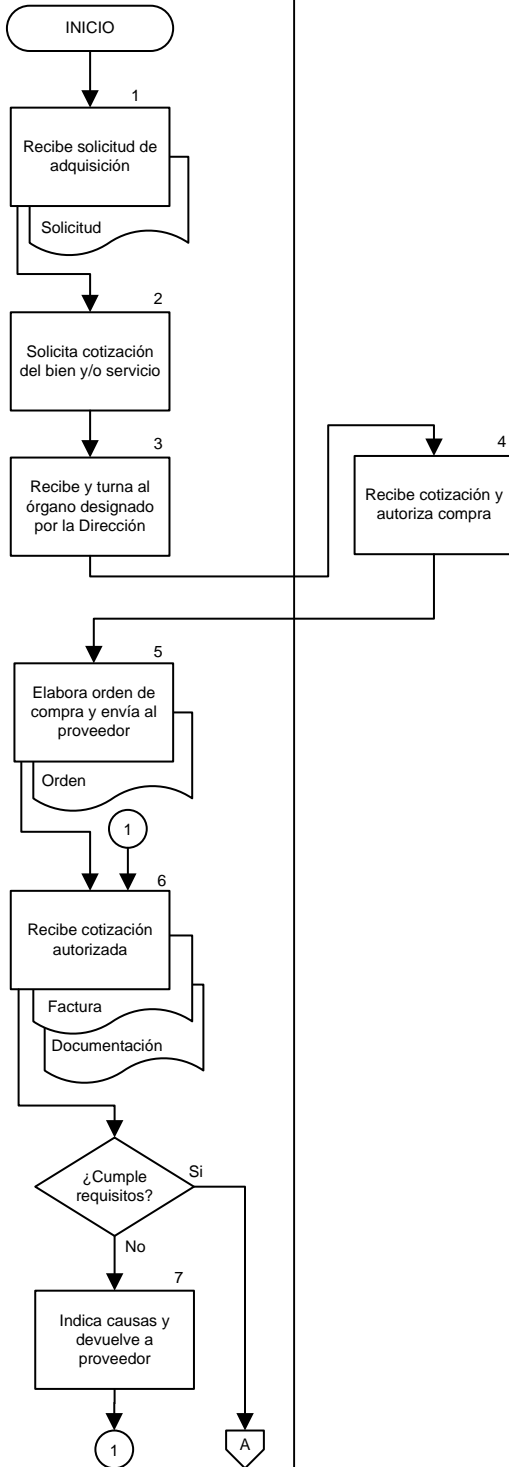 INICIO
1
Recibe solicitud de
adquisición
Solicitud
2
Solicita cotización
del bien y/o servicio
3
Recibe y turna al
órgano designado
por la Dirección
4
Recibe cotización y
autoriza compra
5
Elabora orden de
compra y envía al
proveedor
Orden
1
6
Recibe cotización
autorizada
Factura
Documentación
¿Cumple
requisitos?
Si
No
7
Indica causas y
devuelve a
proveedor
1
A